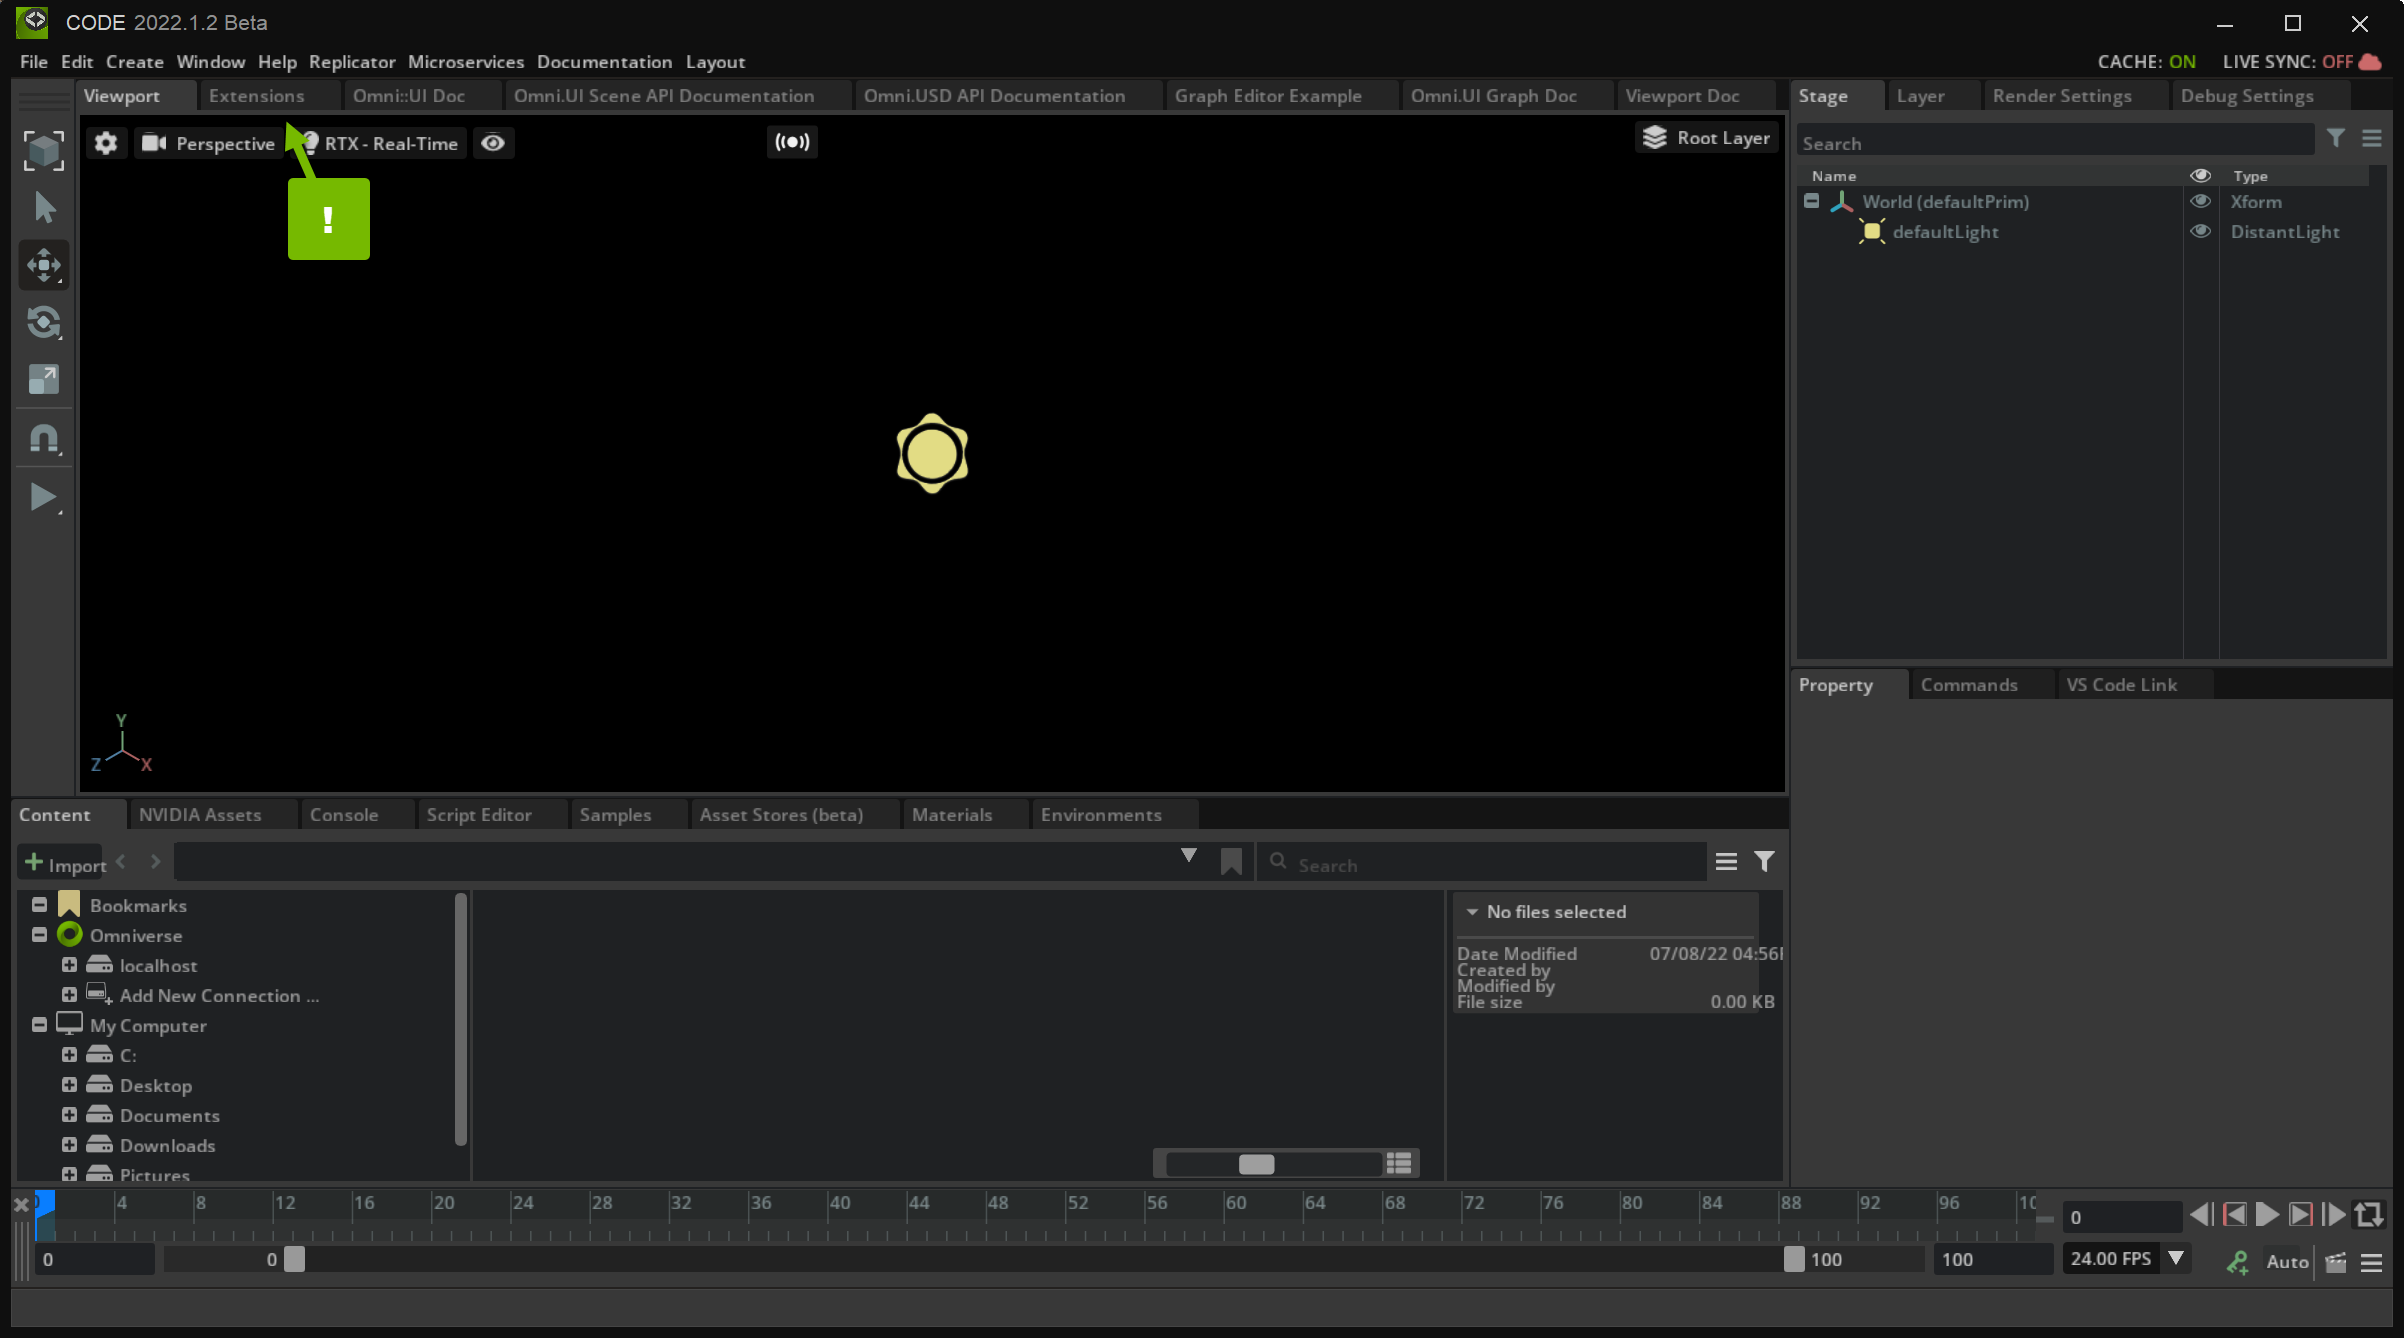 CODE 2022.1.2 Beta
File Edit Create Window Help Replicator Microservices Documentation Layout
CACHE: ON LIVE SYNC: OFF
Viewport Extensions Omni::UI Doc Omni.UI Scene API Documentation Omni.USD API Documentation Graph Editor Example Omni.UI Graph Doc Viewport Doc
Perspective RTX - Real-Time
Root Layer
!
Y
Z X
Stage Layer Render Settings Debug Settings
Search
Name Type
World (defaultPrim) Xform
defaultLight DistantLight
Property Commands VS Code Link
Content NVIDIA Assets Console Script Editor Samples Asset Stores (beta) Materials Environments
Import
Search
Bookmarks
Omniverse
localhost
Add New Connection ...
My Computer
C:
Desktop
Documents
Downloads
Pictures
No files selected
Date Modified 07/08/22 04:56
Created by
Modified by
File size 0.00 KB
4 8 12 16 20 24 28 32 36 40 44 48 52 56 60 64 68 72 76 80 84 88 92 96 10
0
0 0 100 100
24.00 FPS Auto